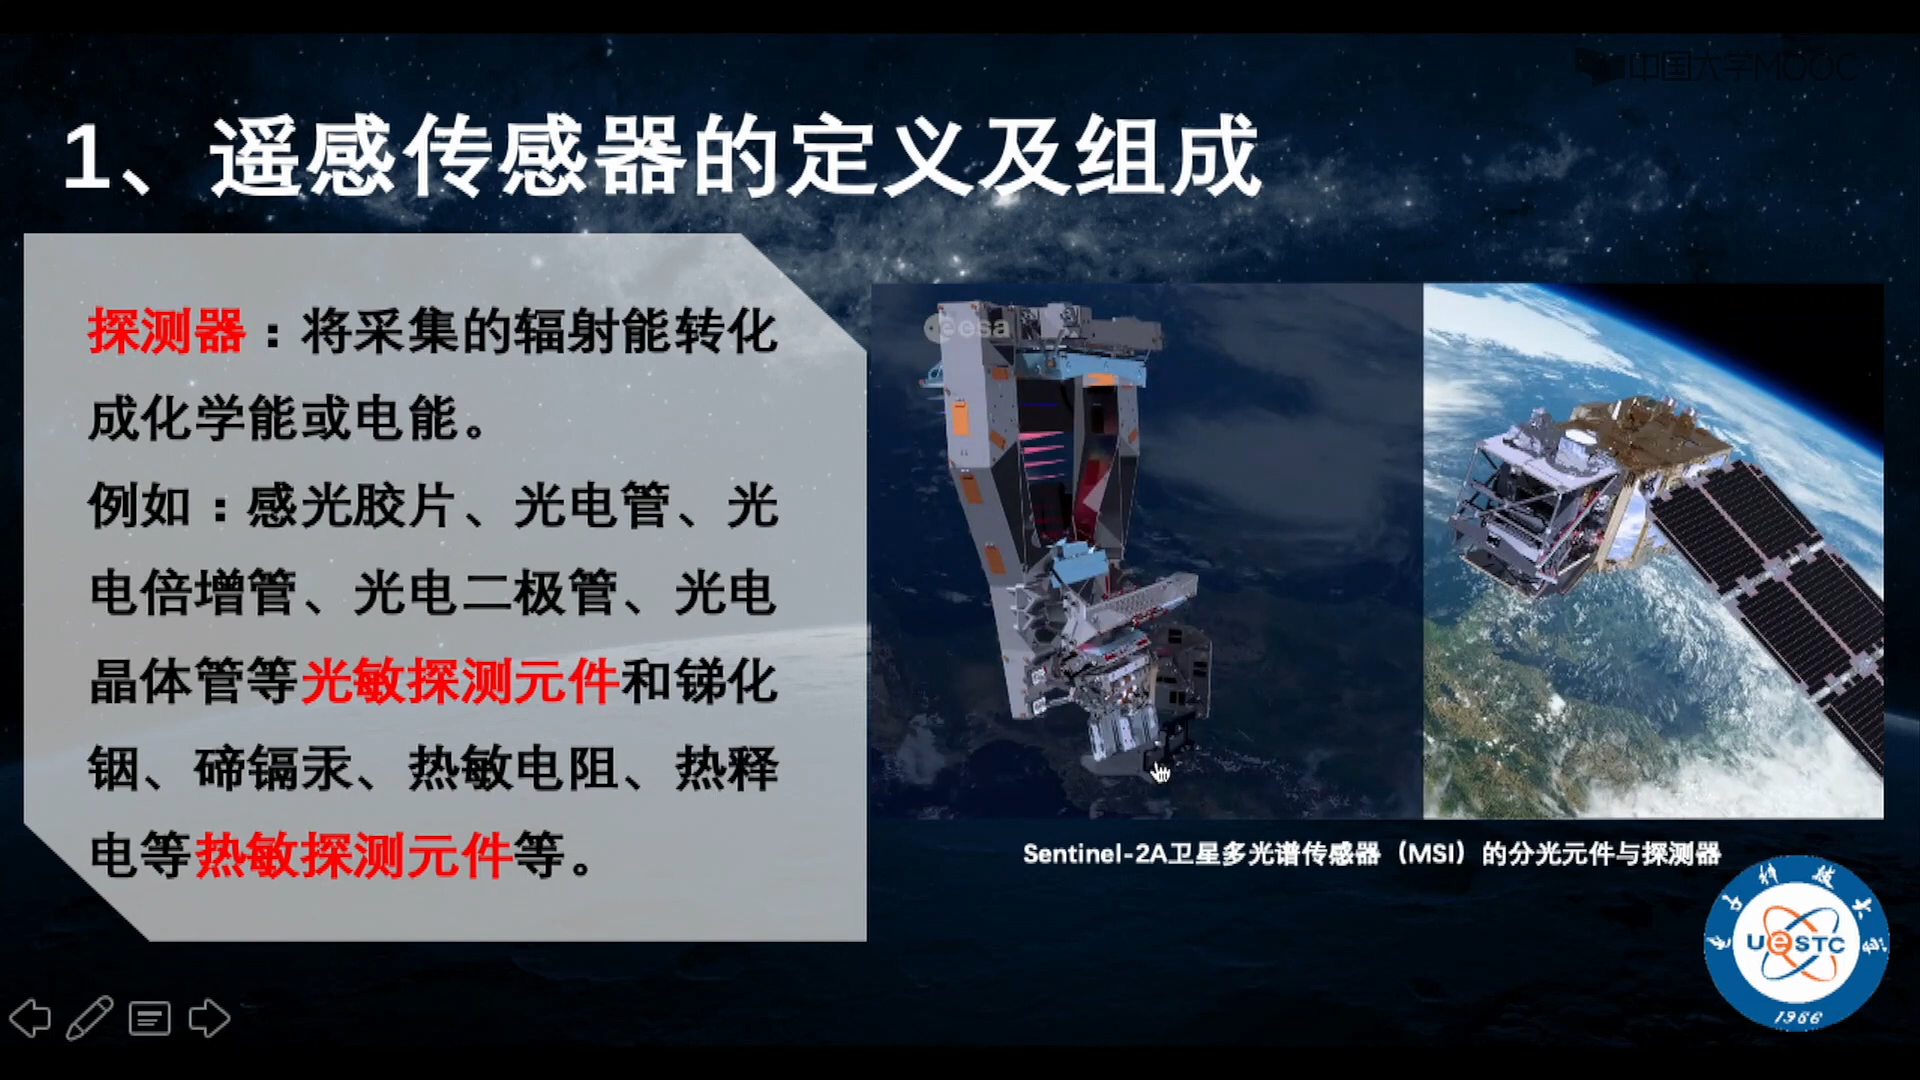 中国大学MOOC
1、遥感传感器的定义及组成
探测器：将采集的辐射能转化
成化学能或电能。
例如：感光胶片、光电管、光
电倍增管、光电二极管、光电
晶体管等光敏探测元件和锑化
铟、碲镉汞、热敏电阻、热释
电等热敏探测元件等。
esa
Sentinel-2A卫星多光谱传感器（MSI）的分光元件与探测器
UeSTC
1966